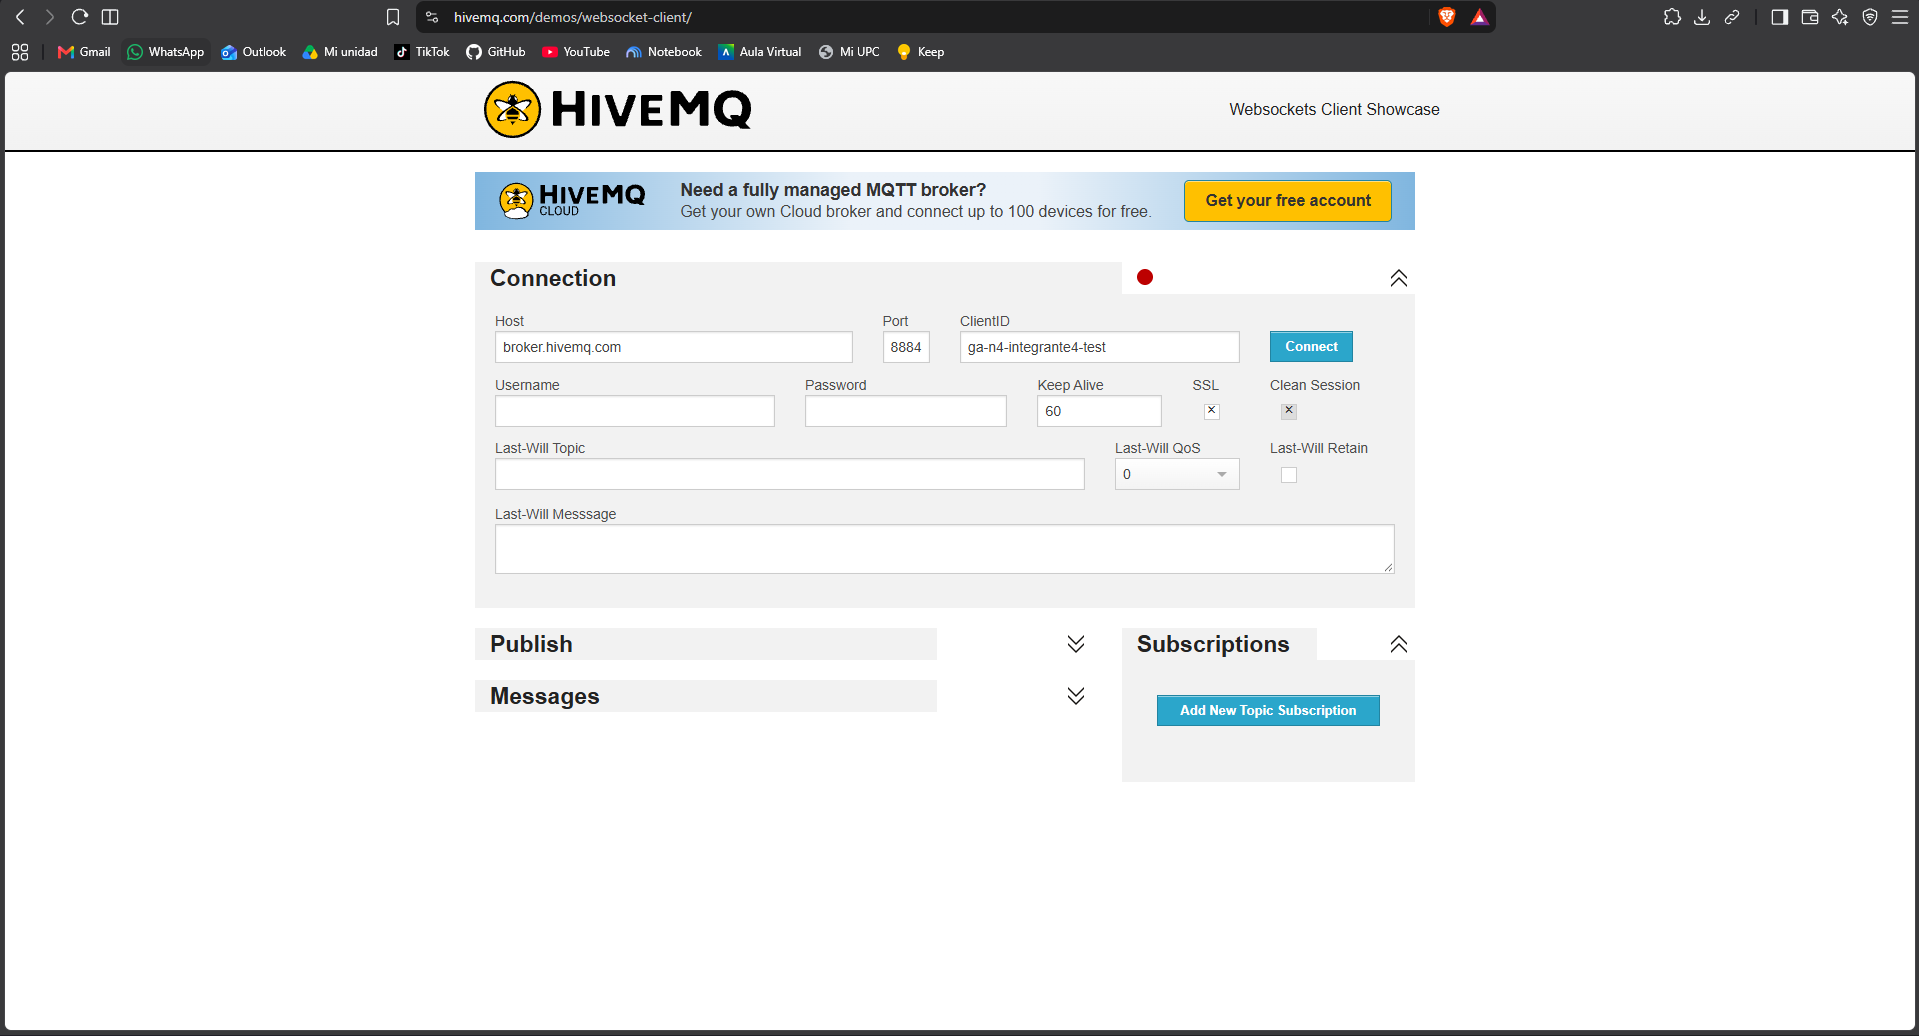 hivemq.com/demos/websocket-client/
Gmail WhatsApp Outlook Mi unidad TikTok GitHub YouTube Notebook Aula Virtual Mi UPC Keep
HIVEMQ
Websockets Client Showcase
HIVEMQ
CLOUD
Need a fully managed MQTT broker?
Get your own Cloud broker and connect up to 100 devices for free.
Get your free account
Connection
Host Port ClientID
broker.hivemq.com 8884 ga-n4-integrante4-test Connect
Username Password Keep Alive SSL Clean Session
60
Last-Will Topic Last-Will QoS Last-Will Retain
0
Last-Will Messsage
Publish
Subscriptions
Messages
Add New Topic Subscription